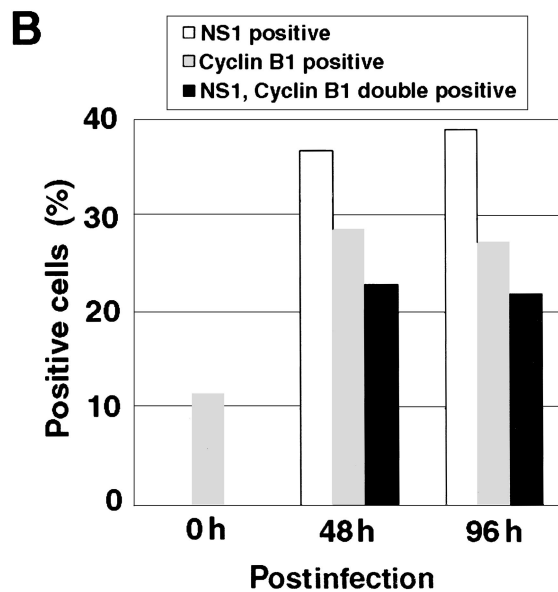 B
NS1 positive
Cyclin B1 positive
NS1, Cyclin B1 double positive
Positive cells (%)
40
30
20
10
0
0 h
48 h
96 h
Postinfection